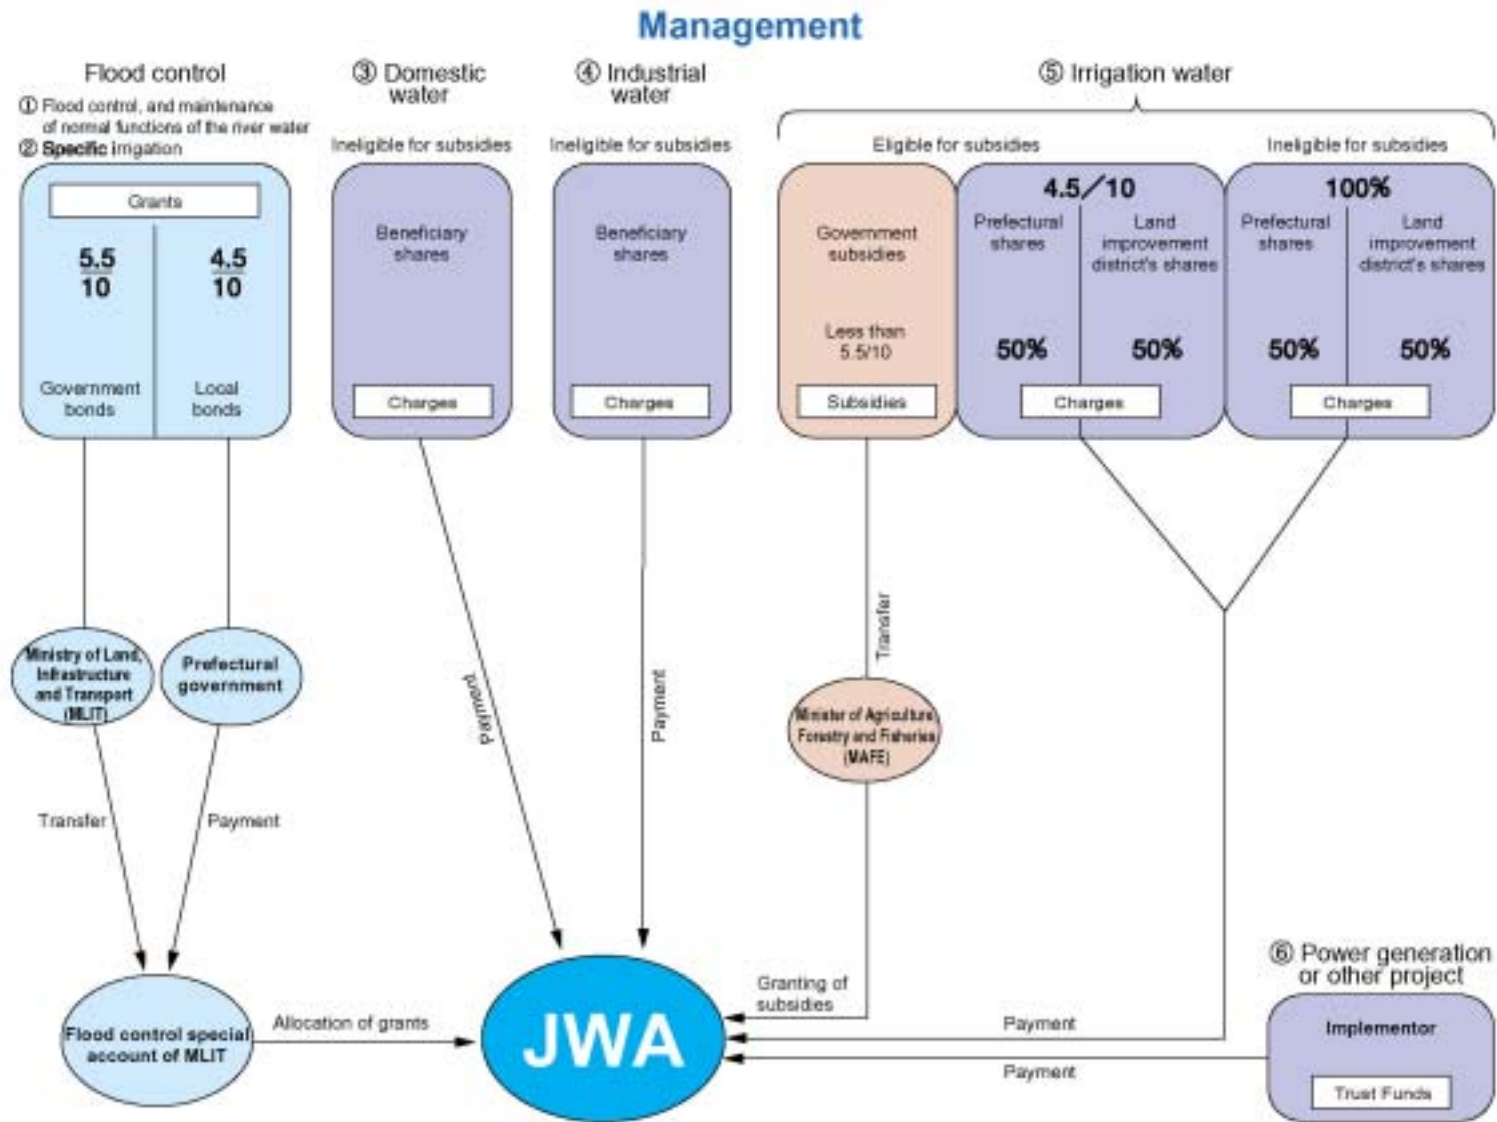 Management
Flood control
① Flood control, and maintenance
of normal functions of the river water
② Specific irrigation
Grants
5.5
10
4.5
10
Government
bonds
Local
bonds
③ Domestic
water
Ineligible for subsidies
Beneficiary
shares
Charges
④ Industrial
water
Ineligible for subsidies
Beneficiary
shares
Charges
⑤ Irrigation water
Eligible for subsidies
Ineligible for subsidies
Government
subsidies
Less than
5.5/10
Subsidies
4.5/10
Prefectural
shares
Land
improvement
district's shares
50%
50%
Charges
100%
Prefectural
shares
Land
improvement
district's shares
50%
50%
Charges
Ministry of Land,
Infrastructure
and Transport
(MLIT)
Prefectural
government
Transfer
Payment
Payment
Payment
Transfer
Minister of Agriculture
Forestry and Fisheries
(MAFE)
Flood control special
account of MLIT
Allocation of grants
JWA
Granting of
subsidies
Payment
Payment
⑥ Power generation
or other project
Implementor
Trust Funds